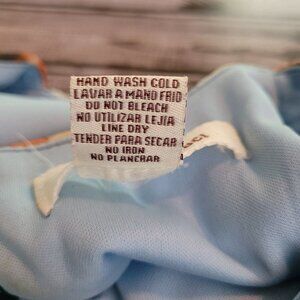 HAND WASH COLD
LAVAR A MANO FRIO
DO NOT BLEACH
NO UTILIZAR LEJIA
LINE DRY
TENDER PARA SECAR
NO IRON
NO PLANCHAR